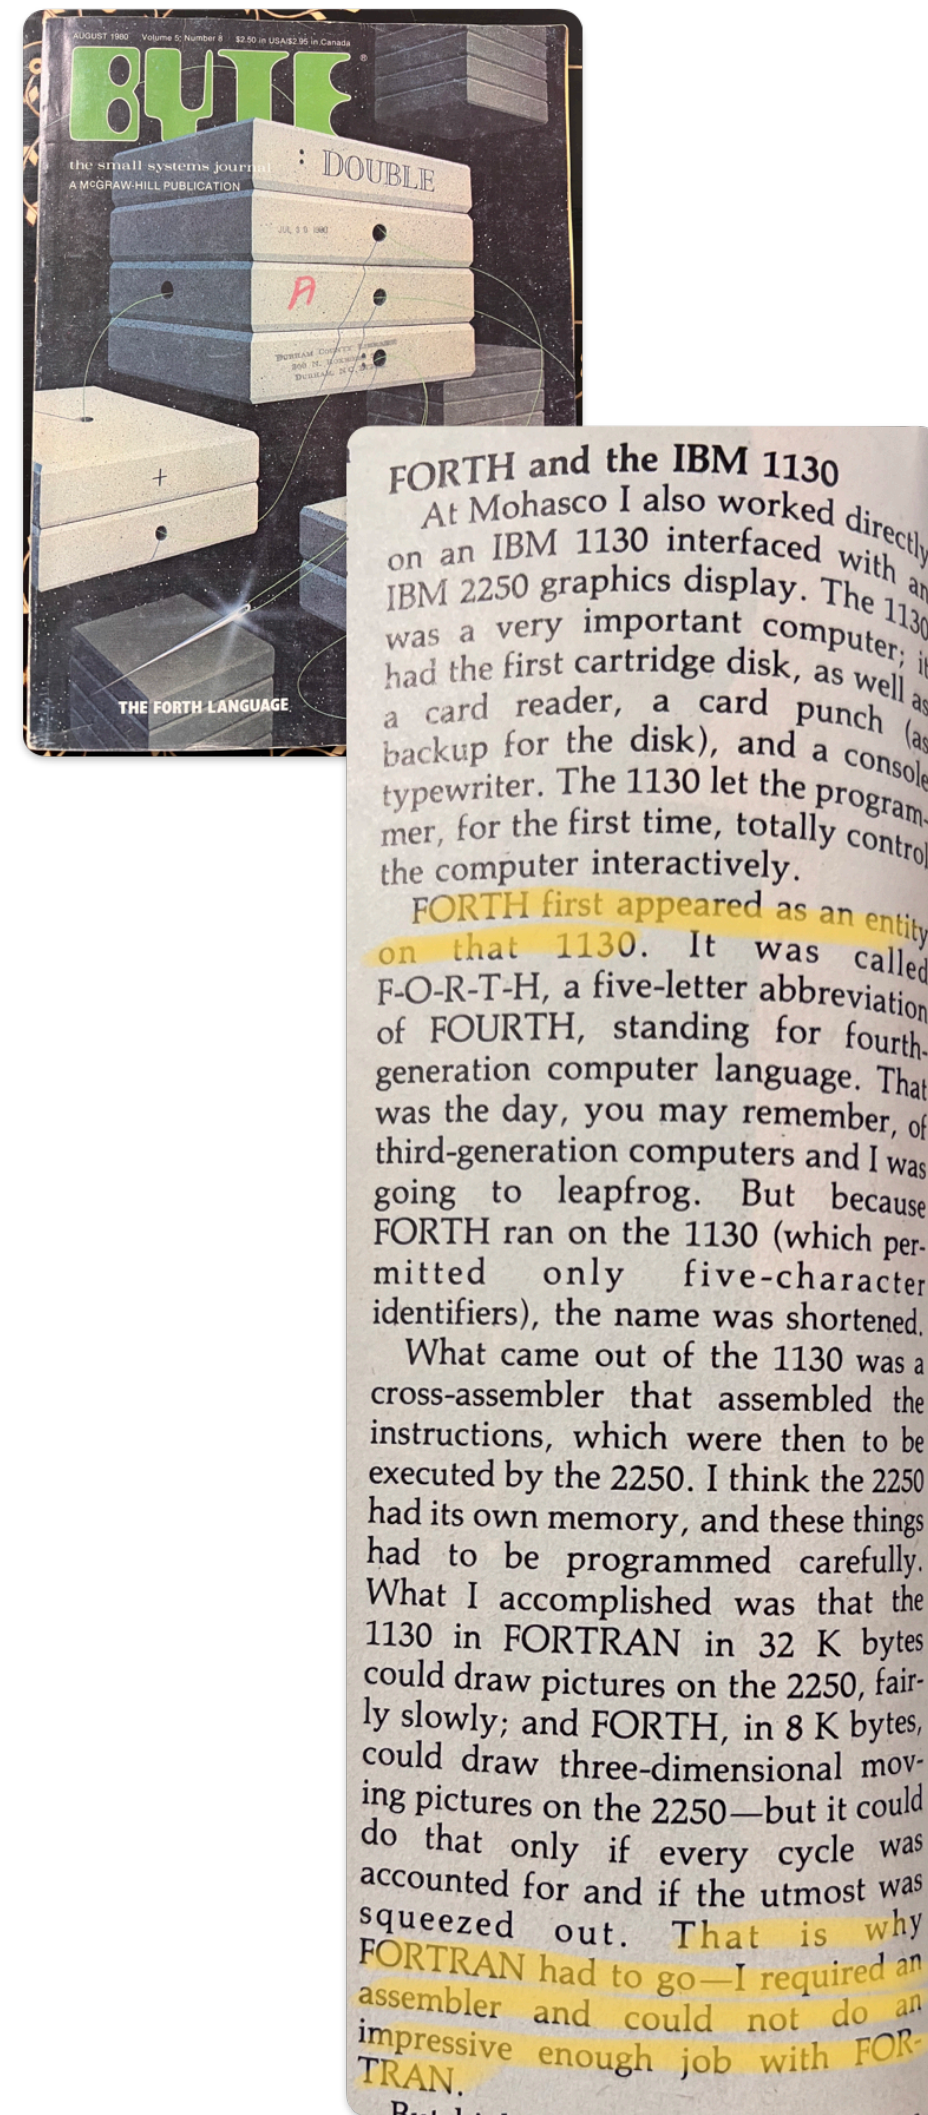 AUGUST 1980 Volume 5; Number 8 $2.50 in USA/$2.95 in Canada
BYTE®
the small systems journal
A McGRAW-HILL PUBLICATION
: DOUBLE
JUL 1980
A
DURHAM COUNTY
300 N.
DURHAM, N.C.
+
THE FORTH LANGUAGE
FORTH and the IBM 1130
At Mohasco I also worked directly
on an IBM 1130 interfaced with an
IBM 2250 graphics display. The 1130
was a very important computer; it
had the first cartridge disk, as well as
a card reader, a card punch (as
backup for the disk), and a console
typewriter. The 1130 let the program-
mer, for the first time, totally control
the computer interactively.
FORTH first appeared as an entity
on that 1130. It was called
F-O-R-T-H, a five-letter abbreviation
of FOURTH, standing for fourth-
generation computer language. That
was the day, you may remember, of
third-generation computers and I was
going to leapfrog. But because
FORTH ran on the 1130 (which per-
mitted only five-character
identifiers), the name was shortened.
What came out of the 1130 was a
cross-assembler that assembled the
instructions, which were then to be
executed by the 2250. I think the 2250
had its own memory, and these things
had to be programmed carefully.
What I accomplished was that the
1130 in FORTRAN in 32 K bytes
could draw pictures on the 2250, fair-
ly slowly; and FORTH, in 8 K bytes,
could draw three-dimensional mov-
ing pictures on the 2250—but it could
do that only if every cycle was
accounted for and if the utmost was
squeezed out. That is why
FORTRAN had to go—I required an
assembler and could not do an
impressive enough job with FOR-
TRAN.